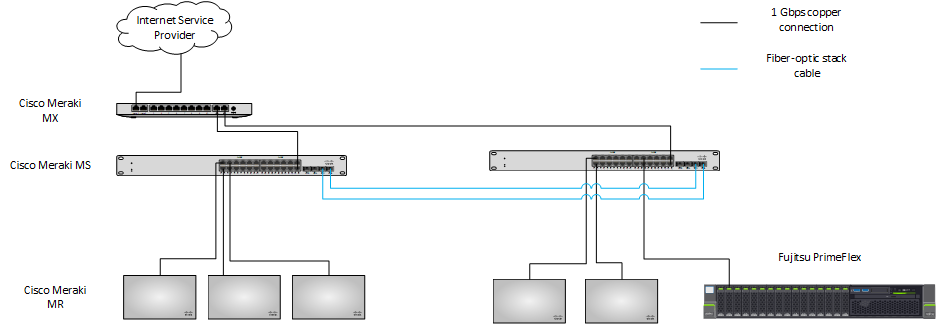 Internet Service
Provider
1 Gbps copper
connection
Fiber-optic stack
cable
Cisco Meraki
MX
Cisco Meraki MS
Cisco Meraki
MR
Fujitsu PrimeFlex